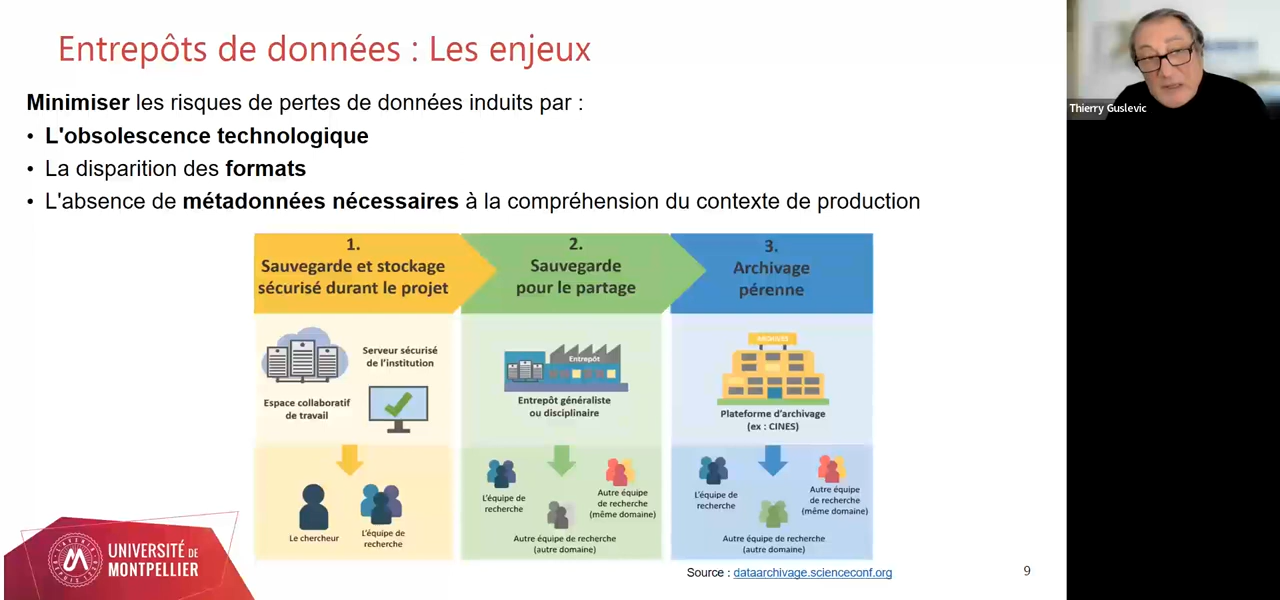 Entrepôts de données : Les enjeux
Thierry Guslevic
Minimiser les risques de pertes de données induits par :
• L'obsolescence technologique
• La disparition des formats
• L'absence de métadonnées nécessaires à la compréhension du contexte de production
1.
Sauvegarde et stockage
sécurisé durant le projet
2.
Sauvegarde
pour le partage
3.
Archivage
pérenne
Serveur sécurisé
de l'institution
Espace collaboratif
de travail
Entrepôt
Entrepôt généraliste
ou disciplinaire
ARCHIVES
Plateforme d'archivage
(ex : CINES)
Le chercheur
L'équipe de
recherche
L'équipe de
recherche
Autre équipe
de recherche
(même domaine)
Autre équipe de recherche
(autre domaine)
L'équipe de
recherche
Autre équipe
de recherche
(même domaine)
Autre équipe de recherche
(autre domaine)
UNIVERSITÉ DE
MONTPELLIER
Source : dataarchivage.scienceconf.org
9